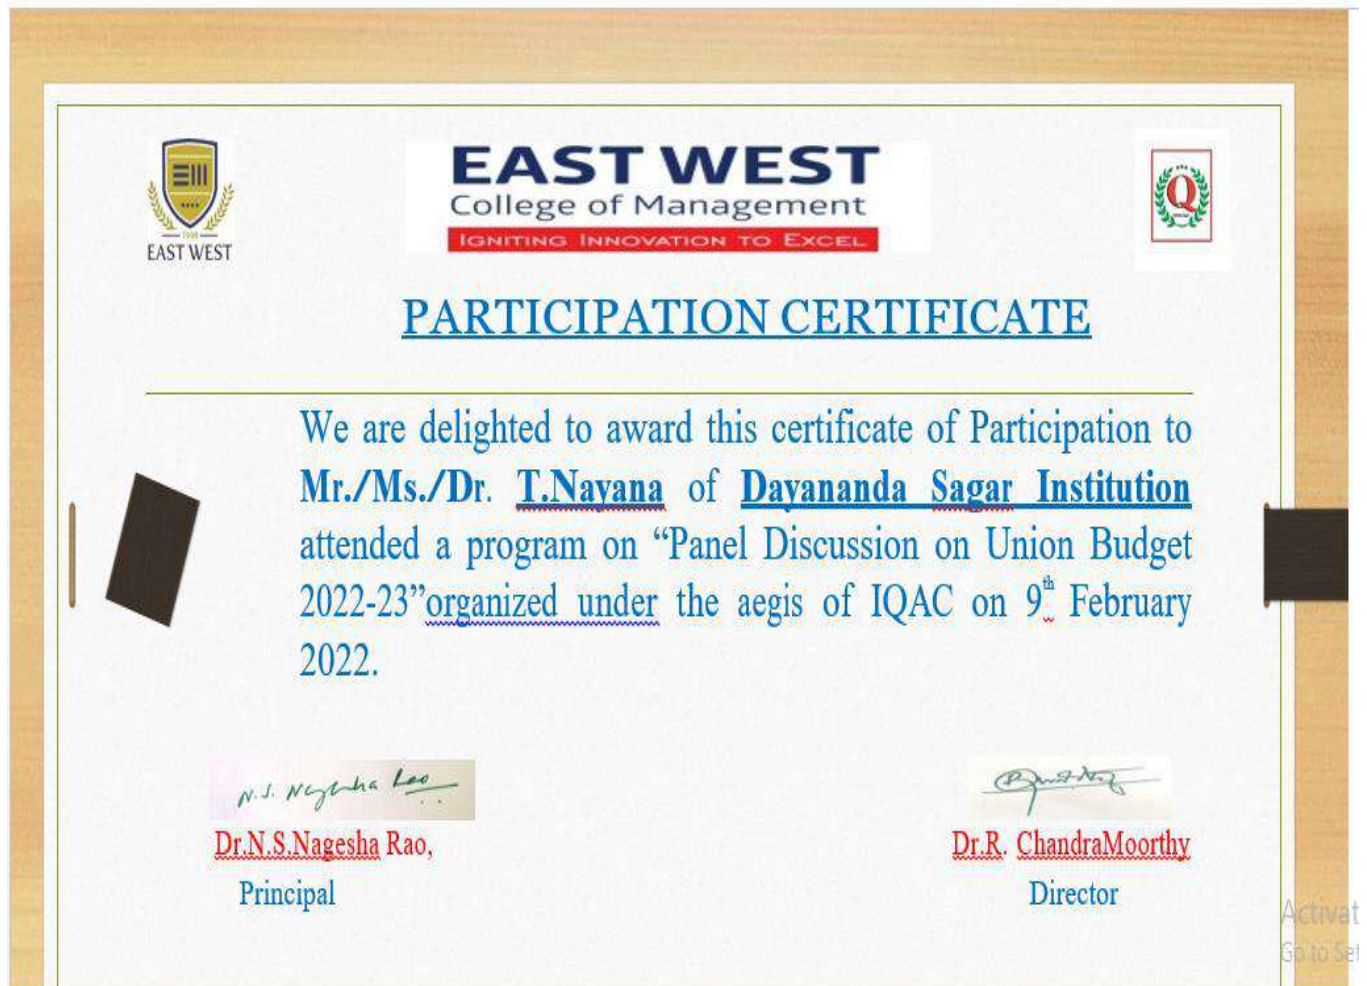 EAST WEST
College of Management
IGNITING INNOVATION TO EXCEL
EAST WEST
Q
PARTICIPATION CERTIFICATE
We are delighted to award this certificate of Participation to
Mr./Ms./Dr. T.Nayana of Dayananda Sagar Institution
attended a program on “Panel Discussion on Union Budget
2022-23”organized under the aegis of IQAC on 9th February
2022.
N.S. Nagesha Rao
Dr.N.S.Nagesha Rao,
Principal
Dr.R. ChandraMoorthy
Director
Activat
Go to Set